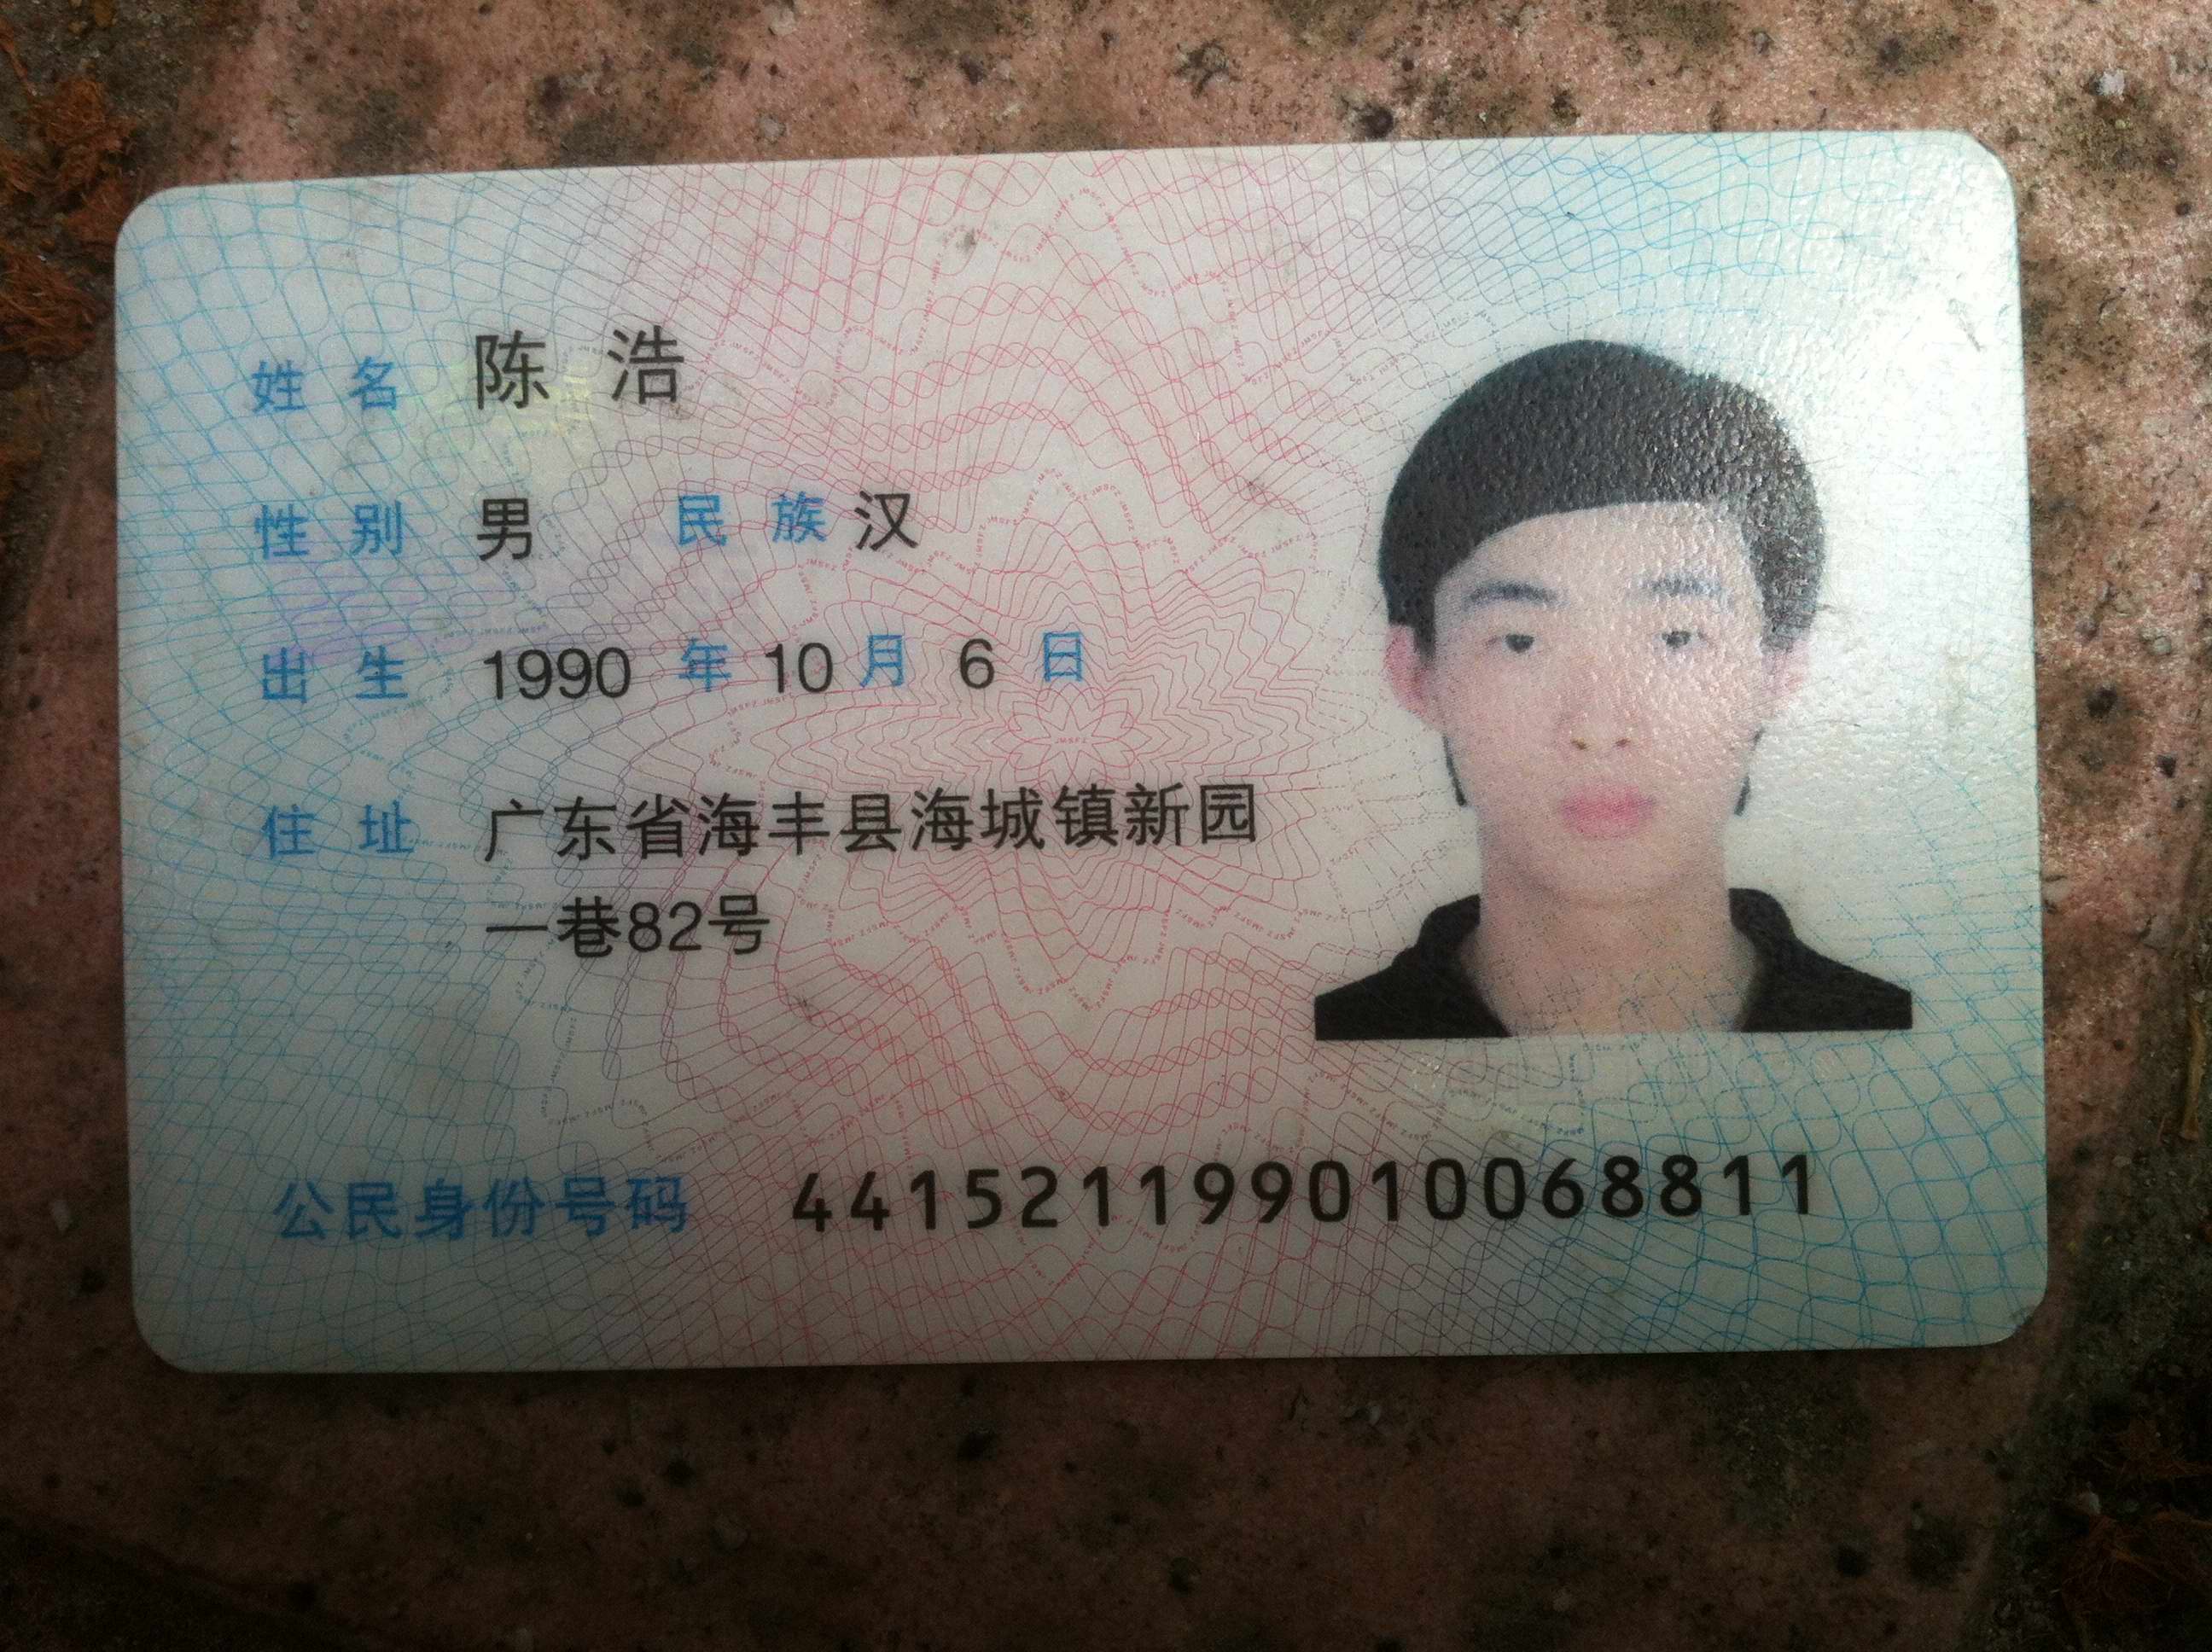 姓名 陈浩
性别 男 民族 汉
出生 1990 年 10 月 6 日
住址 广东省海丰县海城镇新园
一巷82号
公民身份号码 441521199010068811